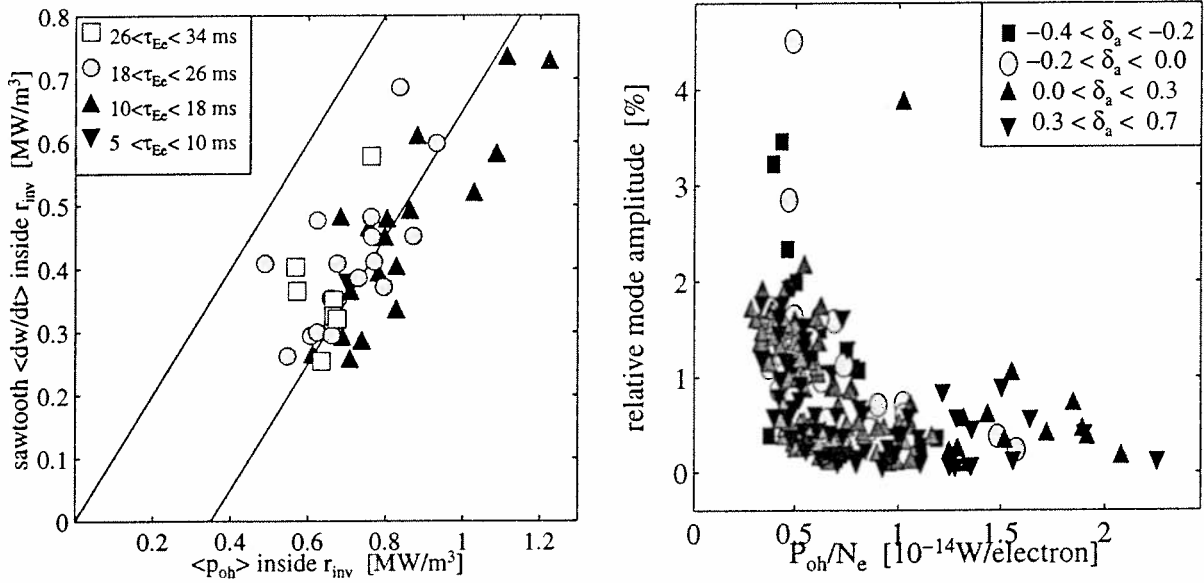 0.8
0.7
0.6
0.5
0.4
0.3
0.2
0.1
0
sawtooth <dw/dt> inside r_inv [MW/m³]
26<τ_Ee< 34 ms
18<τ_Ee< 26 ms
10<τ_Ee< 18 ms
5 <τ_Ee< 10 ms
0.2 0.4 0.6 0.8 1 1.2
<p_oh> inside r_inv [MW/m³]
relative mode amplitude [%]
4
3
2
1
0
−0.4 < δ_a < −0.2
−0.2 < δ_a < 0.0
0.0 < δ_a < 0.3
0.3 < δ_a < 0.7
0 0.5 1 1.5 2
P_oh/N_e [10⁻¹⁴W/electron]